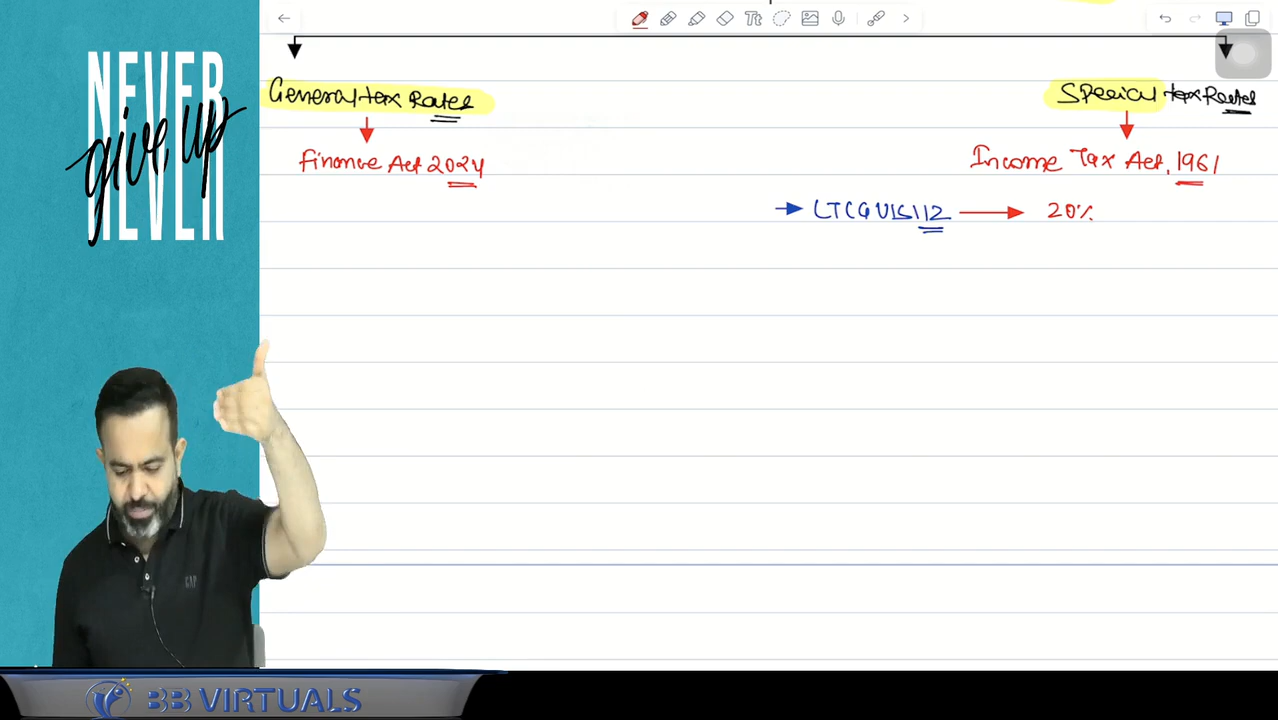 NEVER
give up
NEVER
General tax Rates
Special tax Rates
Finance Act 2024
Income Tax Act, 1961
LTCG U/S 112
20%
GAP
BB VIRTUALS